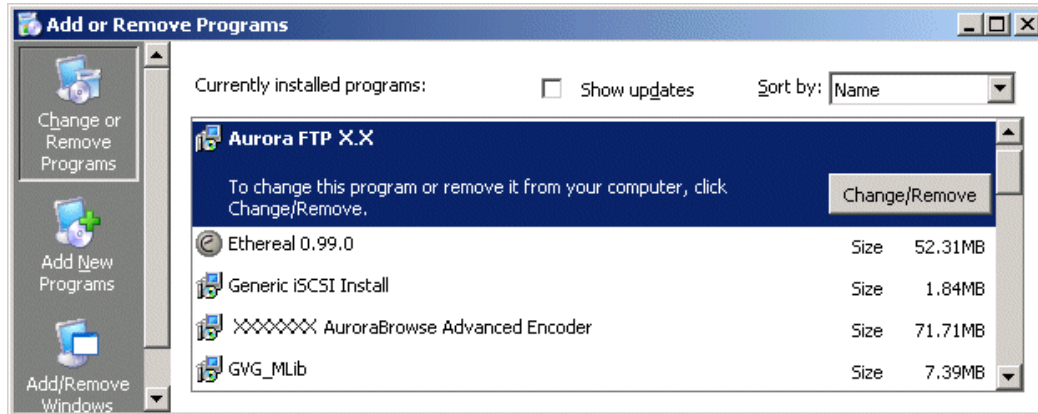 Add or Remove Programs
Change or
Remove
Programs
Add New
Programs
Add/Remove
Windows
Currently installed programs:
Show updates
Sort by: Name
Aurora FTP X.X
To change this program or remove it from your computer, click
Change/Remove.
Change/Remove
Ethereal 0.99.0 Size 52.31MB
Generic iSCSI Install Size 1.84MB
XXXXXXX AuroraBrowse Advanced Encoder Size 71.71MB
GVG_MLib Size 7.39MB